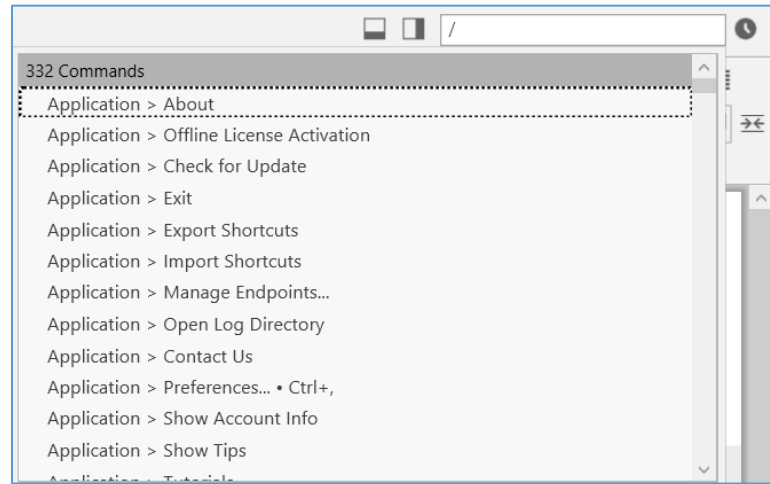 /
332 Commands
Application > About
Application > Offline License Activation
Application > Check for Update
Application > Exit
Application > Export Shortcuts
Application > Import Shortcuts
Application > Manage Endpoints...
Application > Open Log Directory
Application > Contact Us
Application > Preferences... • Ctrl+,
Application > Show Account Info
Application > Show Tips
Application > Tutorials